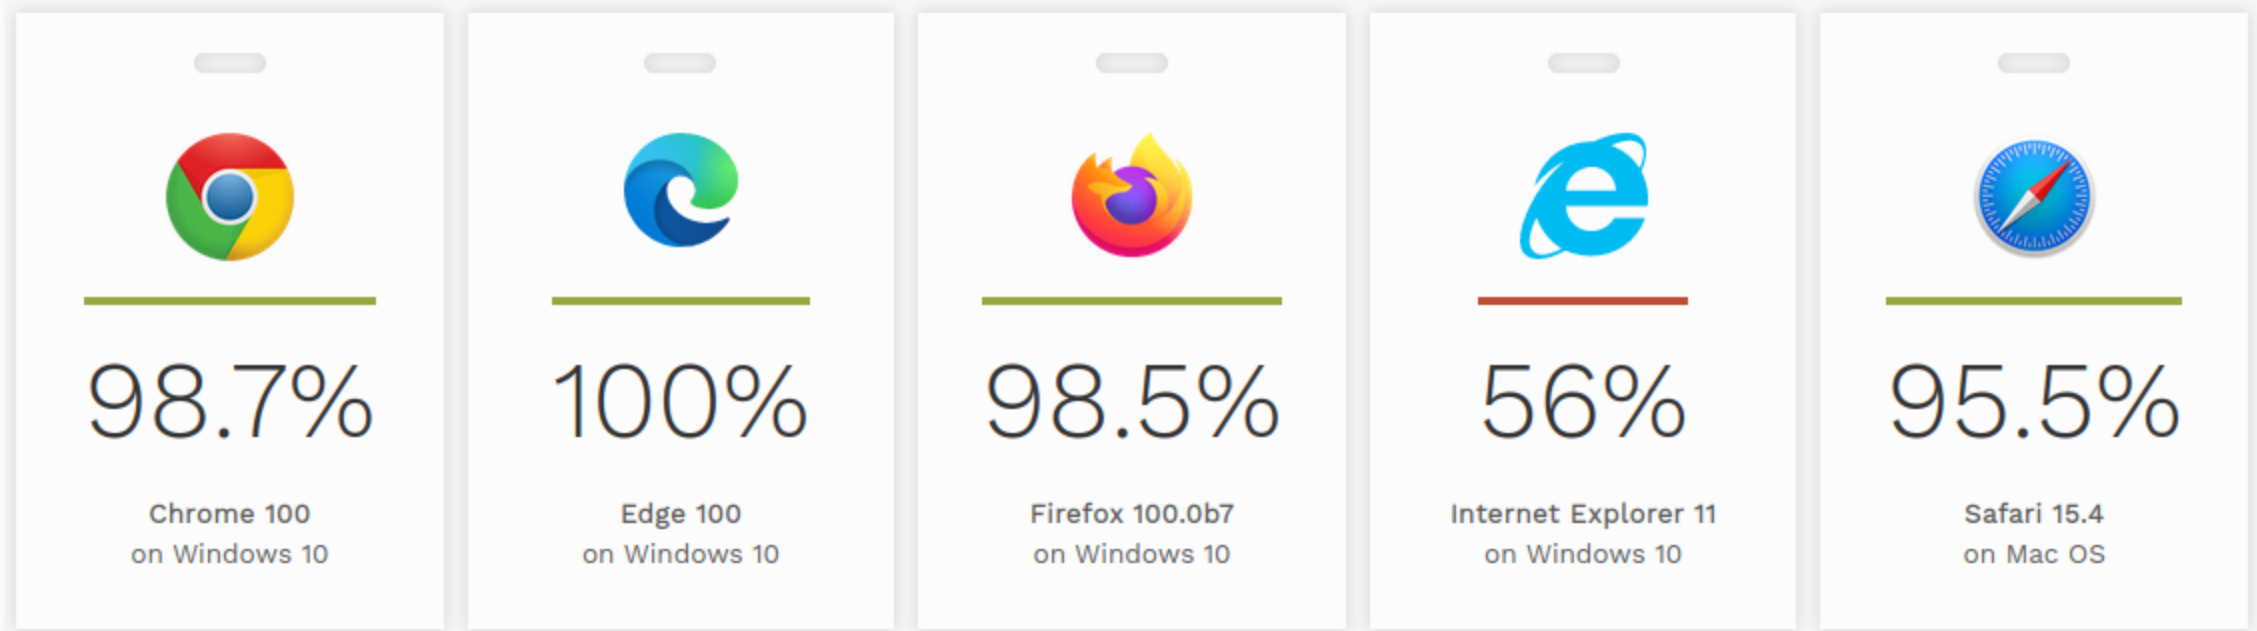 98.7%
Chrome 100
on Windows 10
100%
Edge 100
on Windows 10
98.5%
Firefox 100.0b7
on Windows 10
56%
Internet Explorer 11
on Windows 10
95.5%
Safari 15.4
on Mac OS